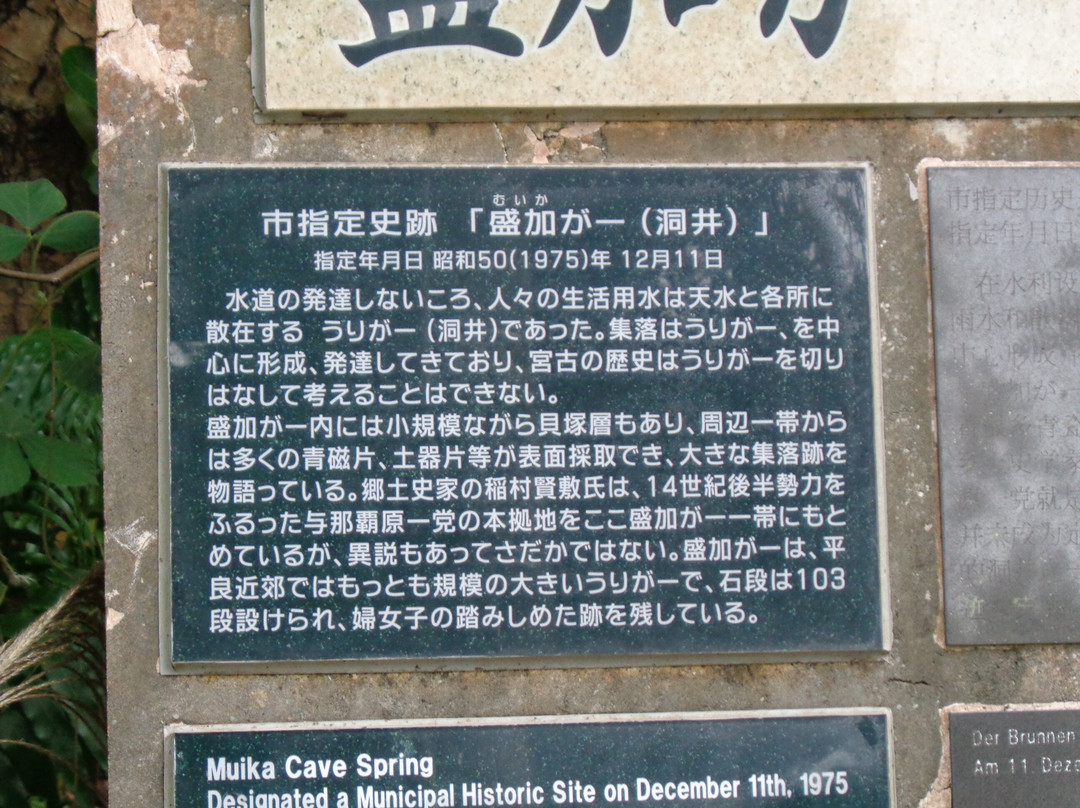 盛加
むいか
市指定史跡 「盛加がー(洞井)」
指定年月日 昭和50(1975)年 12月11日
水道の発達しないころ、人々の生活用水は天水と各所に
散在する うりがー(洞井)であった。集落はうりがー、を中
心に形成、発達してきており、宮古の歴史はうりがーを切り
はなして考えることはできない。
盛加がー内には小規模ながら貝塚層もあり、周辺一帯から
は多くの青磁片、土器片等が表面採取でき、大きな集落跡を
物語っている。郷土史家の稲村賢敷氏は、14世紀後半勢力を
ふるった与那覇原一党の本拠地をここ盛加がー一帯にもと
めているが、異説もあってさだかではない。盛加がーは、平
良近郊ではもっとも規模の大きいうりがーで、石段は103
段設けられ、婦女子の踏みしめた跡を残している。
市指定历史
指定年月日
在水利设
Muika Cave Spring
Designated a Municipal Historic Site on December 11th, 1975
Der Brunnen
Am 11. Deze